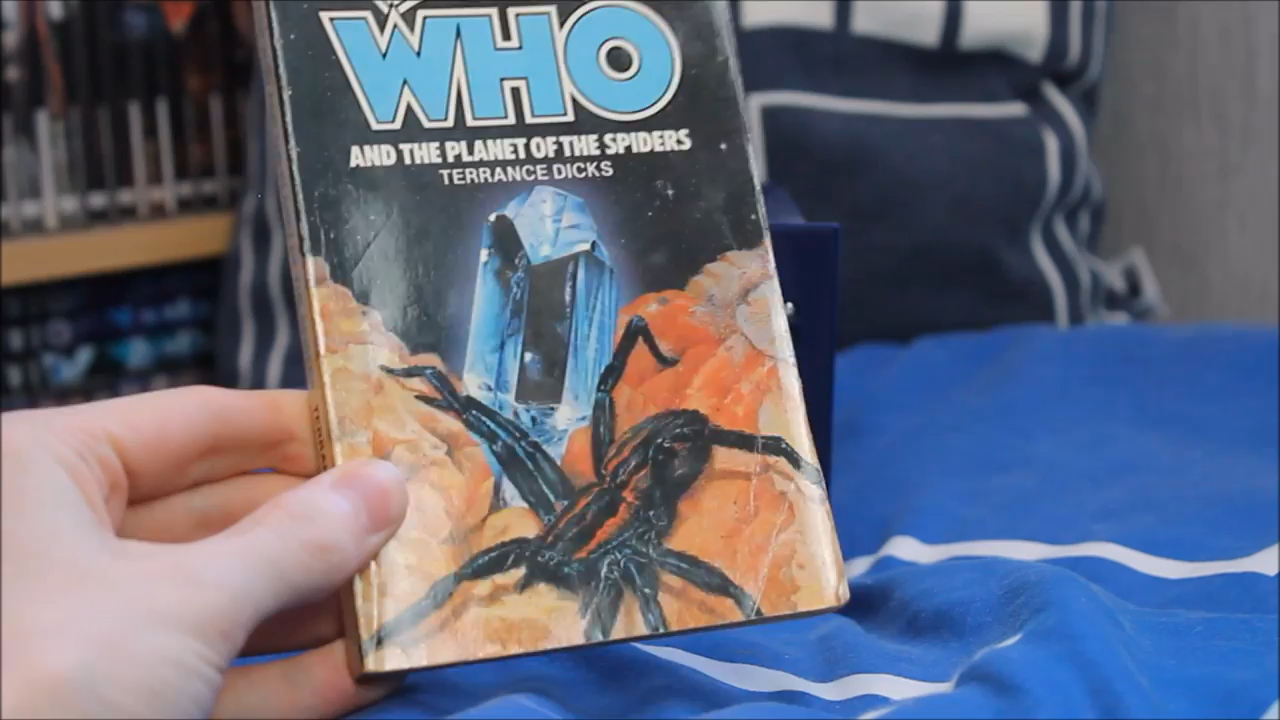 WHO
AND THE PLANET OF THE SPIDERS
TERRANCE DICKS